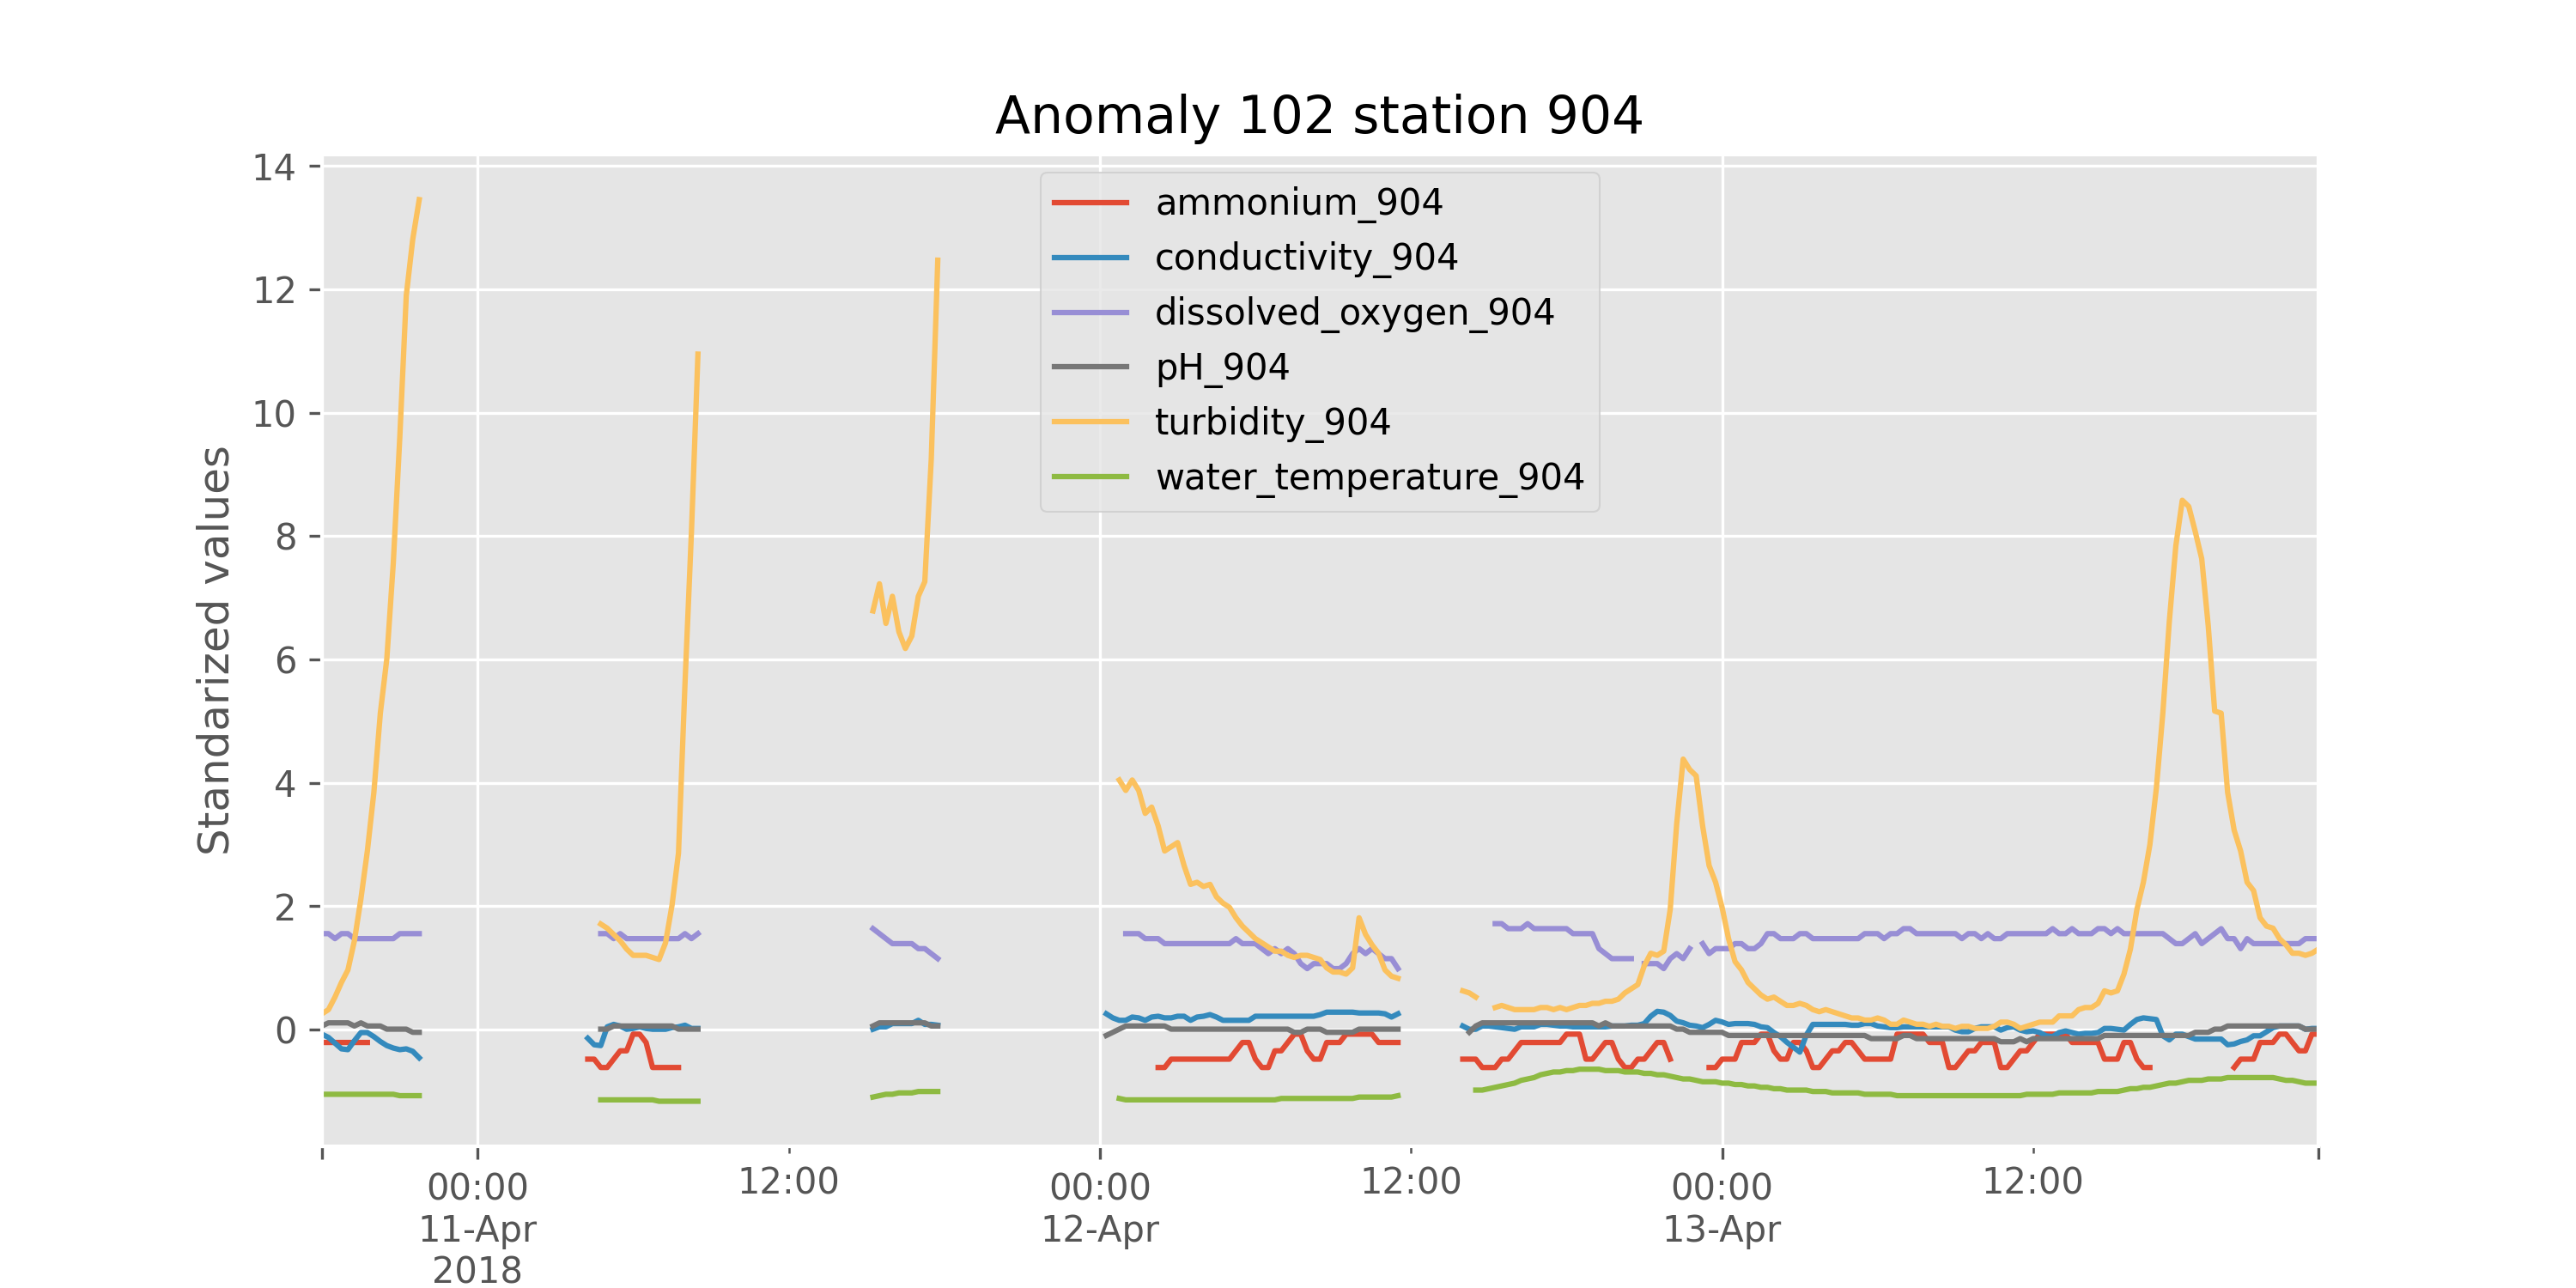 Anomaly 102 station 904
14
12
10
8
6
4
2
0
Standarized values
ammonium_904
conductivity_904
dissolved_oxygen_904
pH_904
turbidity_904
water_temperature_904
00:00
11-Apr
2018
12:00
00:00
12-Apr
12:00
00:00
13-Apr
12:00